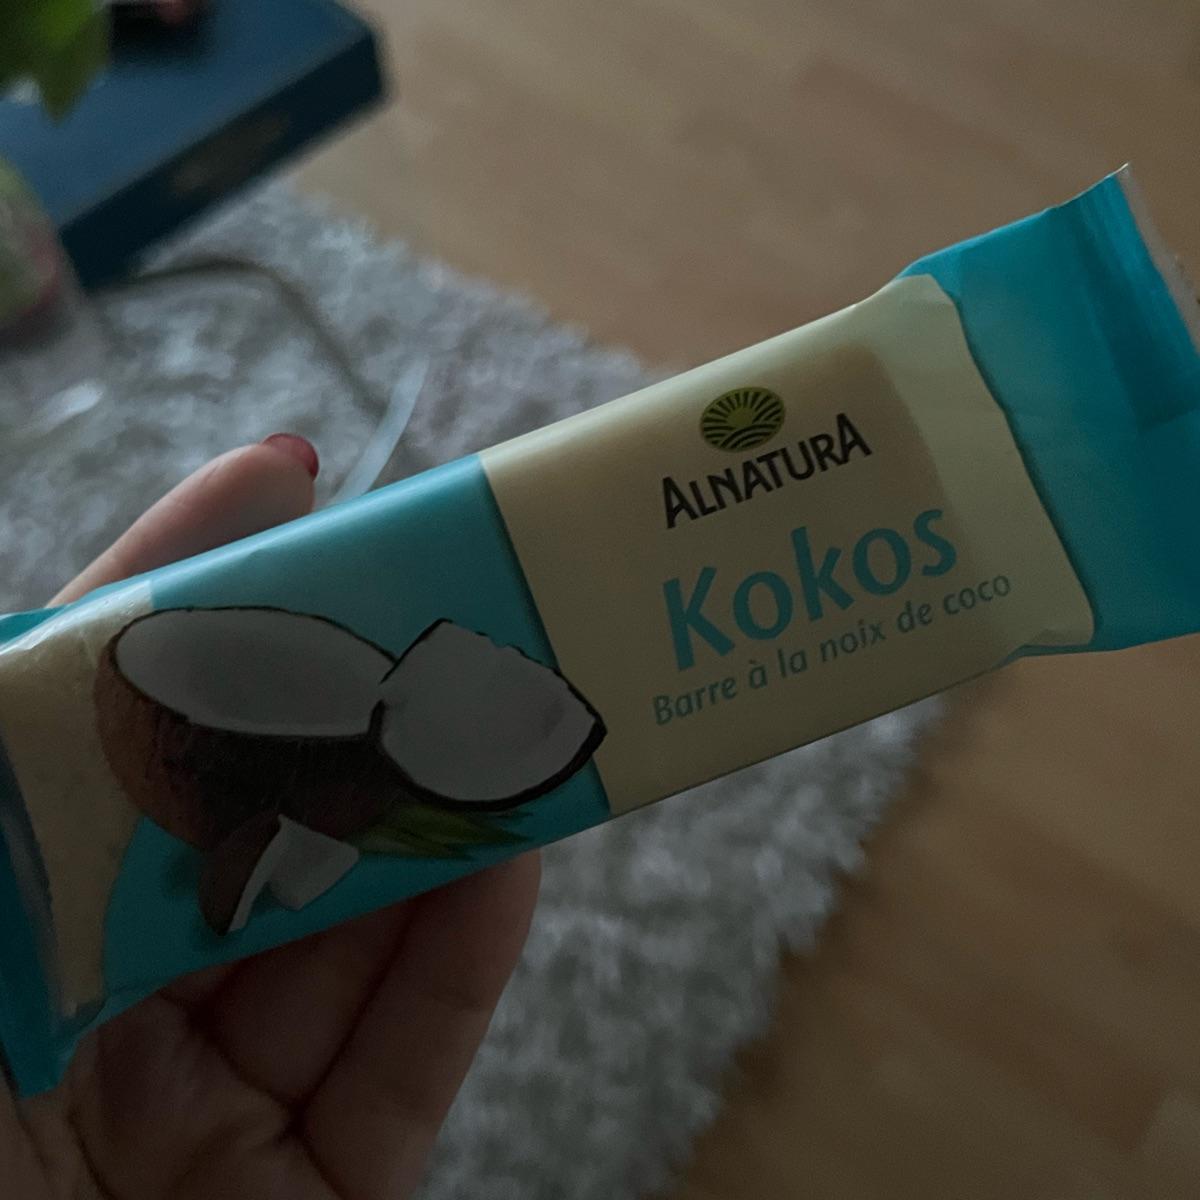 ALNATURA
Kokos
Barre à la noix de coco